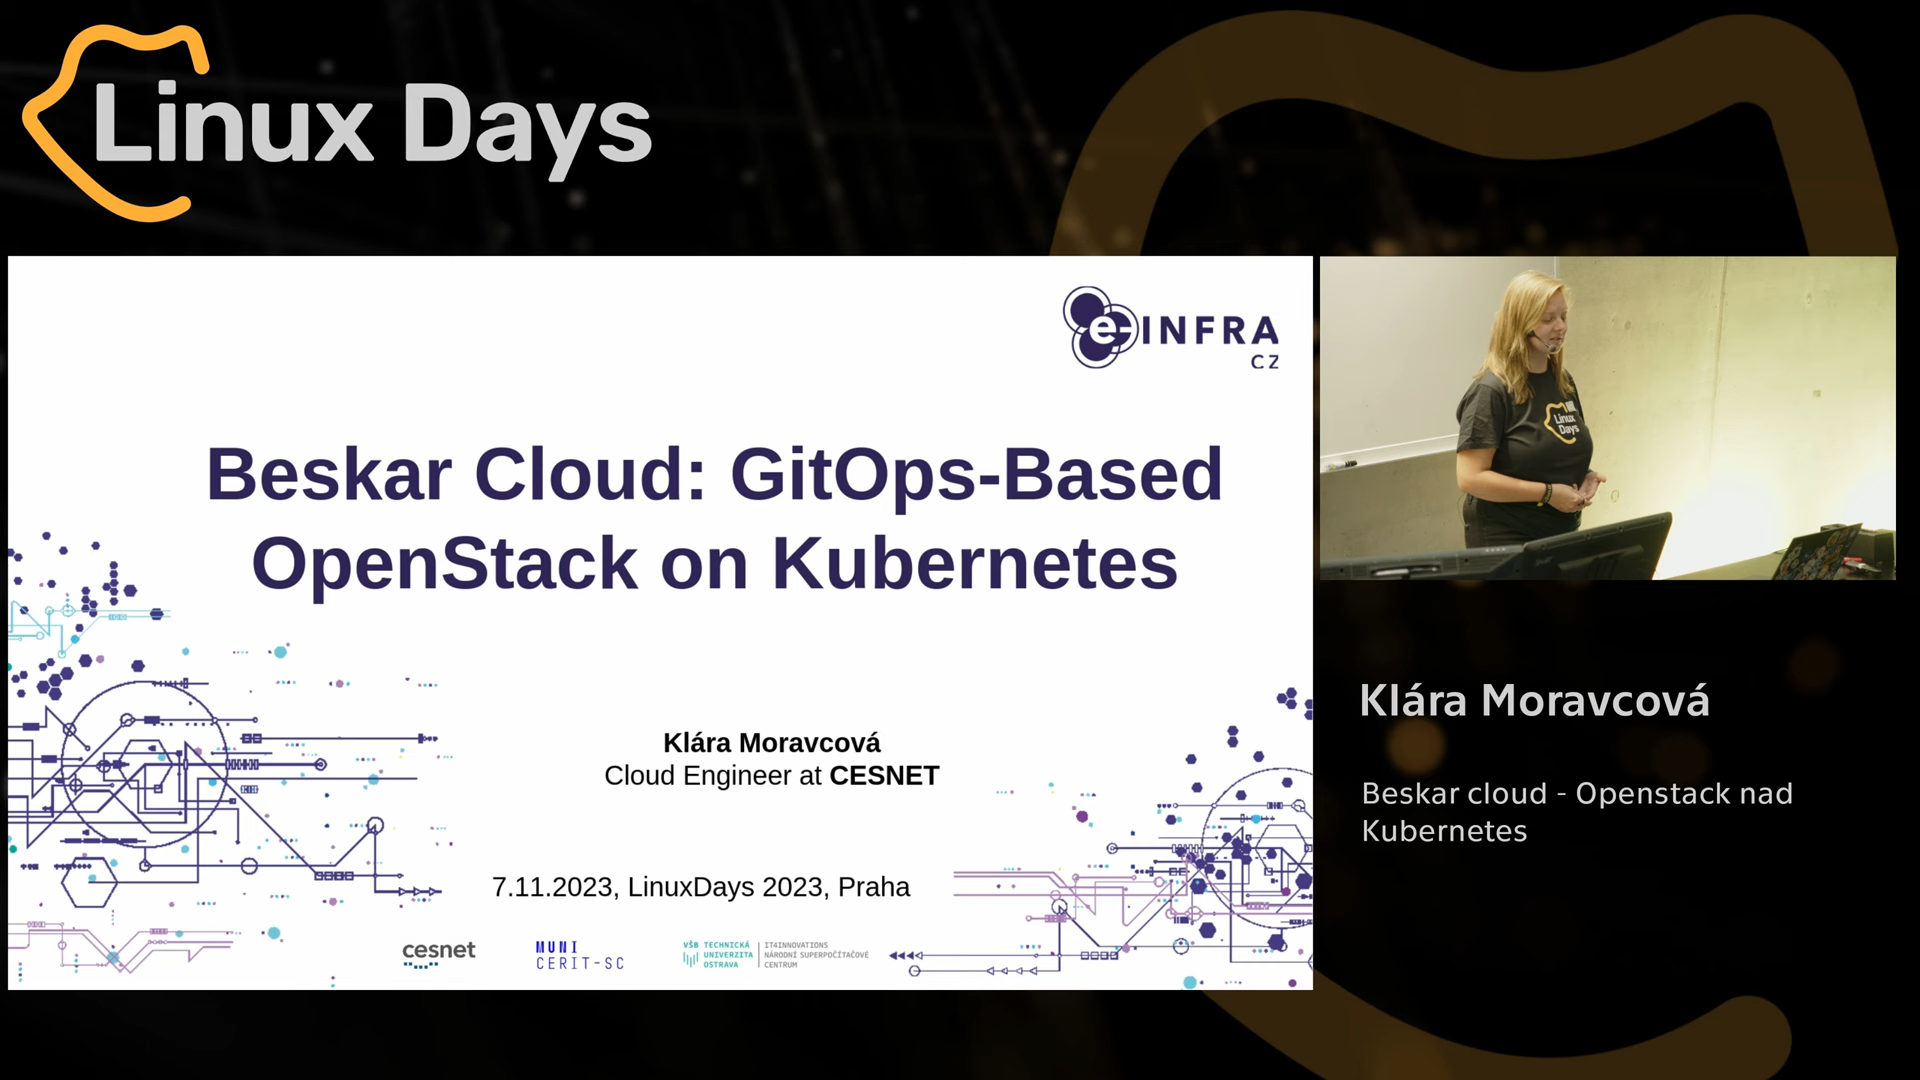 Linux Days
e-INFRA
CZ
Beskar Cloud: GitOps-Based
OpenStack on Kubernetes
Klára Moravcová
Cloud Engineer at CESNET
7.11.2023, LinuxDays 2023, Praha
cesnet
MUNI
CERIT-SC
VŠB TECHNICKÁ
UNIVERZITA
OSTRAVA
IT4INNOVATIONS
NÁRODNÍ SUPERPOČÍTAČOVÉ
CENTRUM
Linux
Days
Klára Moravcová
Beskar cloud - Openstack nad
Kubernetes